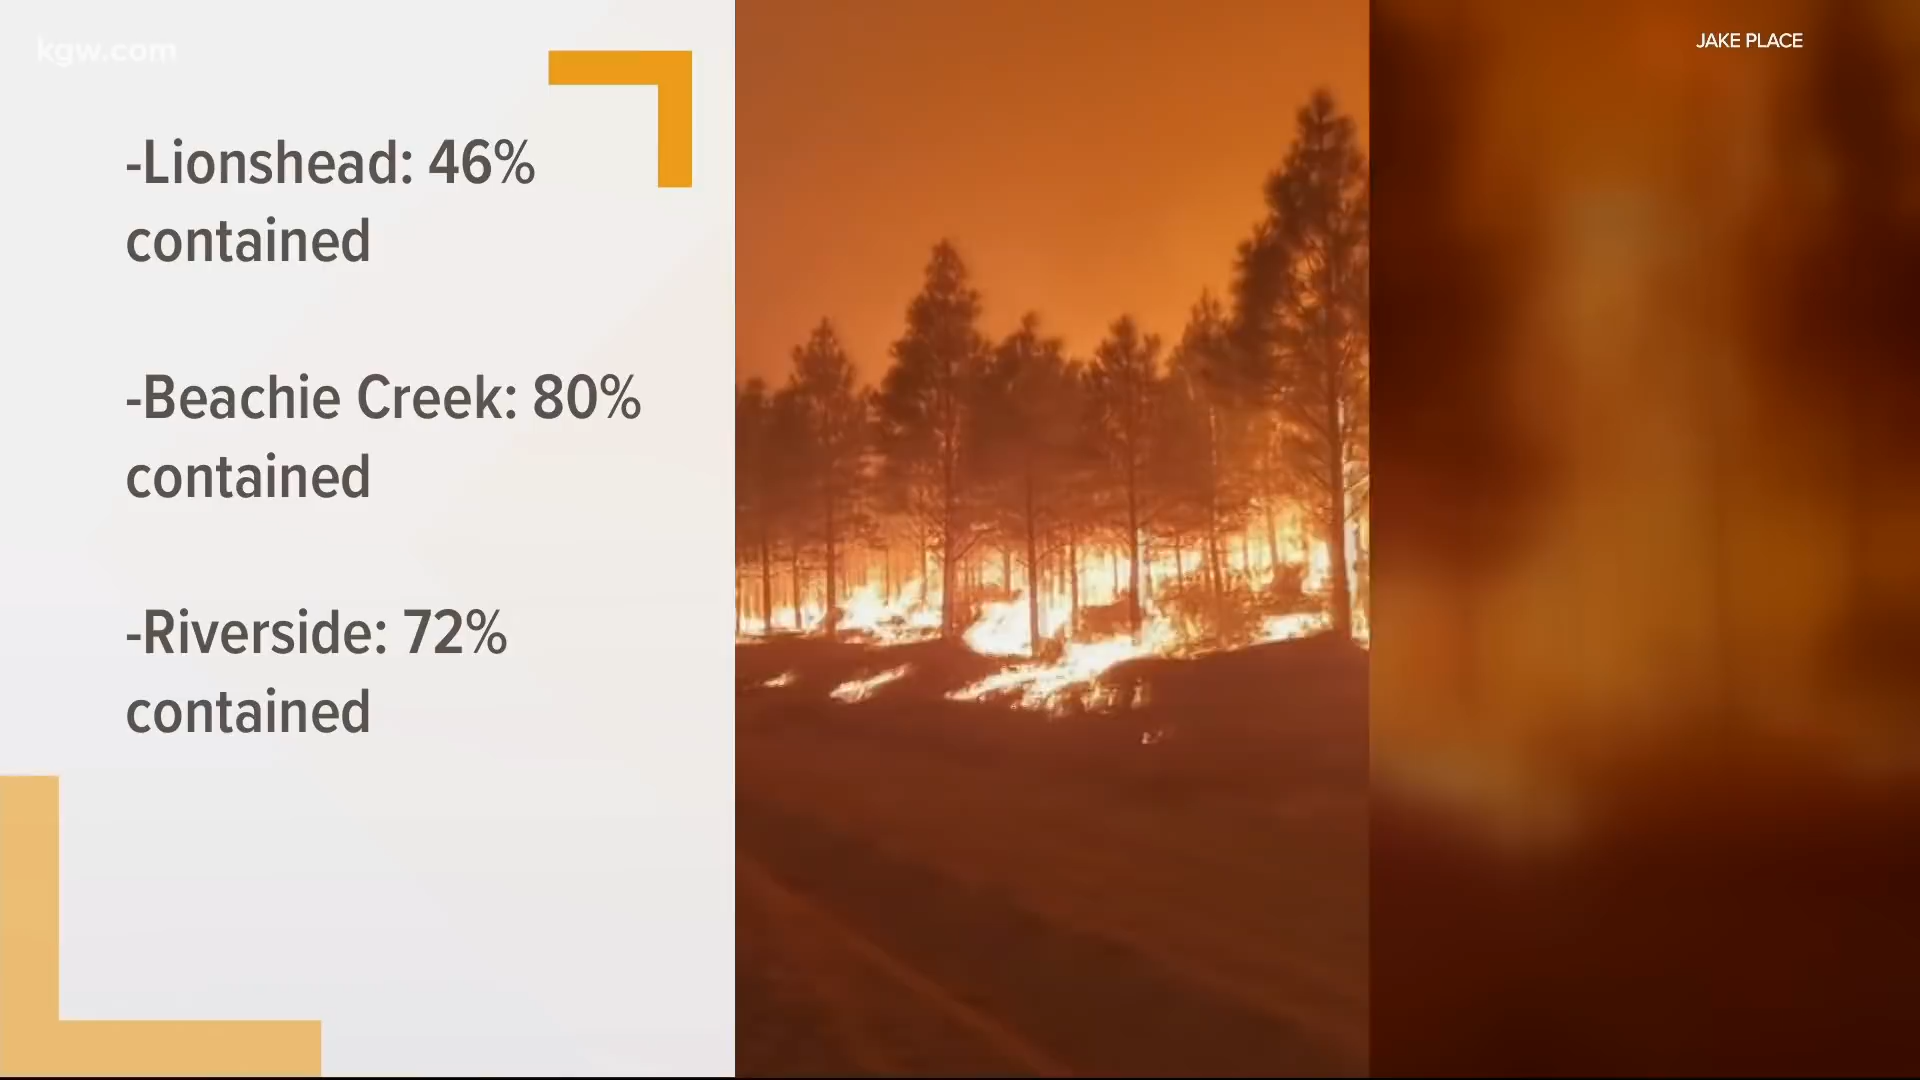 kgw.com
JAKE PLACE
-Lionshead: 46%
contained
-Beachie Creek: 80%
contained
-Riverside: 72%
contained